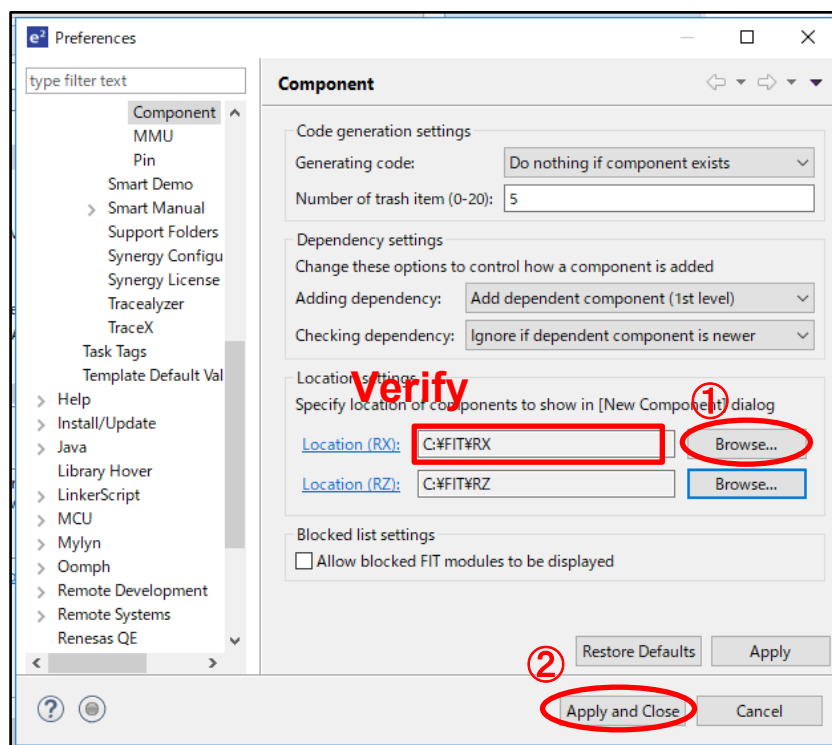 e² Preferences
type filter text
Component
MMU
Pin
Smart Demo
Smart Manual
Support Folders
Synergy Configu
Synergy License
Tracealyzer
TraceX
Task Tags
Template Default Val
Help
Install/Update
Java
Library Hover
LinkerScript
MCU
Mylyn
Oomph
Remote Development
Remote Systems
Renesas QE
Component
Code generation settings
Generating code: Do nothing if component exists
Number of trash item (0-20): 5
Dependency settings
Change these options to control how a component is added
Adding dependency: Add dependent component (1st level)
Checking dependency: Ignore if dependent component is newer
Location settings
Verify
①
Specify location of components to show in [New Component] dialog
Location (RX): C:¥FIT¥RX Browse...
Location (RZ): C:¥FIT¥RZ Browse...
Blocked list settings
Allow blocked FIT modules to be displayed
Restore Defaults Apply
②
? Apply and Close Cancel